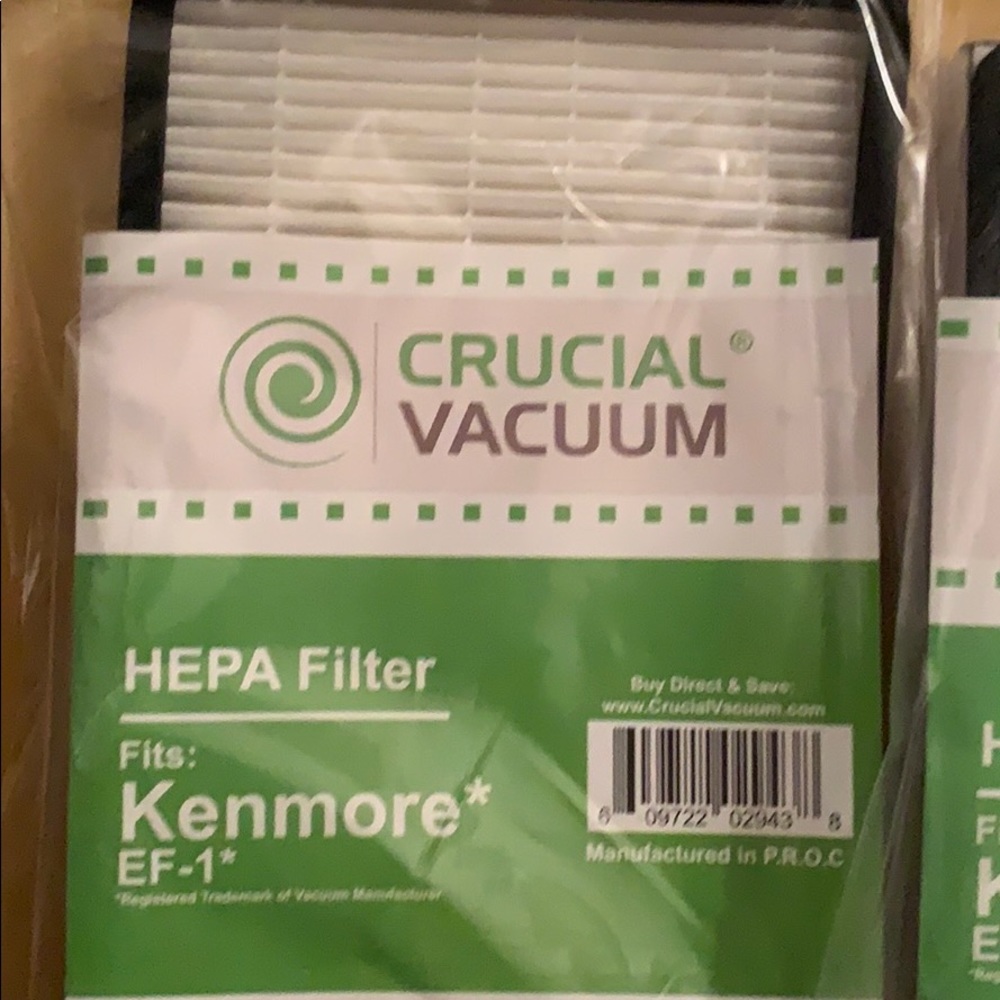 CRUCIAL®
VACUUM
HEPA Filter
Fits:
Kenmore*
EF-1*
*Registered Trademark of Vacuum Manufacturer
Buy Direct & Save:
www.CrucialVacuum.com
6 09722 02943 8
Manufactured in P.R.O.C
H
F
K
E
*Reg